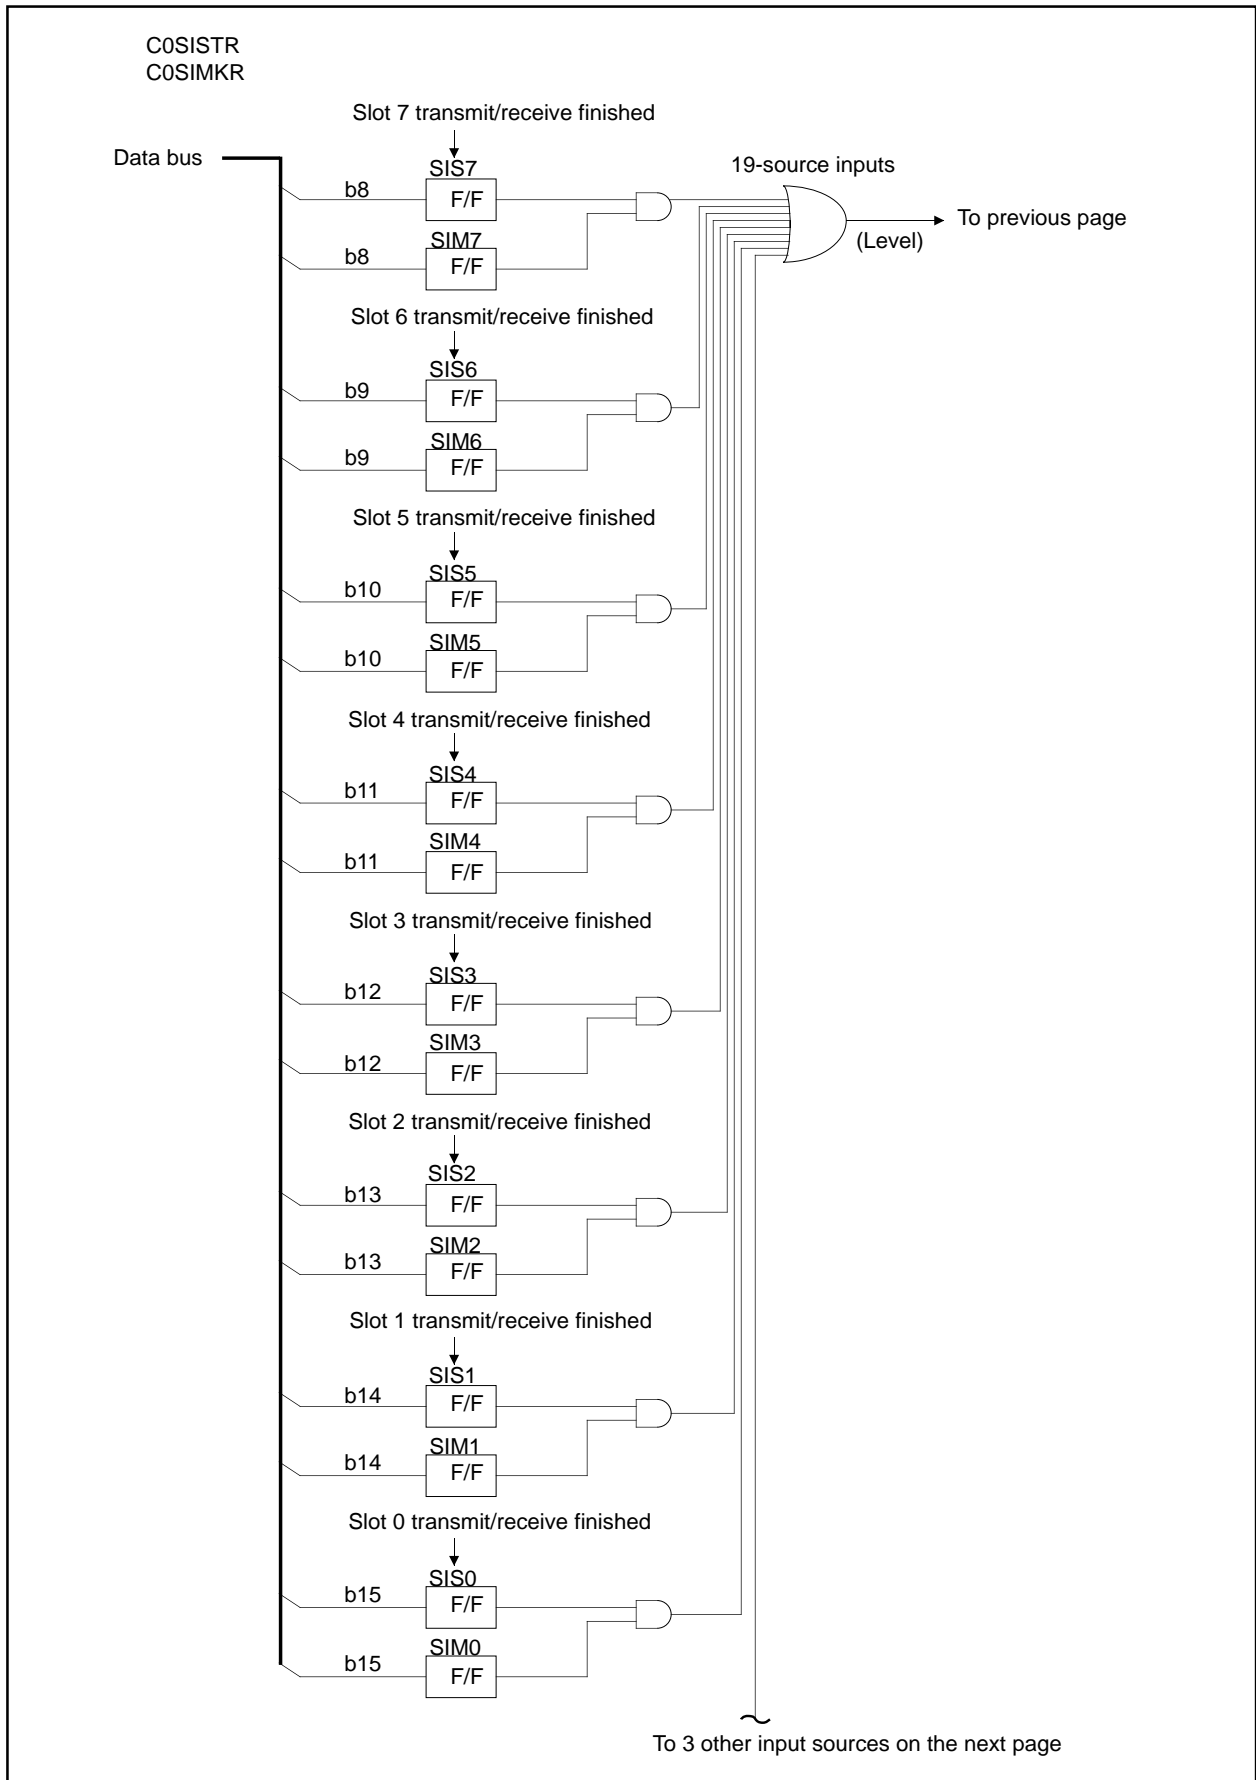 C0SISTR
C0SIMKR
Slot 7 transmit/receive finished
Data bus
19-source inputs
SIS7
b8
F/F
To previous page
(Level)
SIM7
b8
F/F
Slot 6 transmit/receive finished
SIS6
b9
F/F
SIM6
b9
F/F
Slot 5 transmit/receive finished
SIS5
b10
F/F
SIM5
b10
F/F
Slot 4 transmit/receive finished
SIS4
b11
F/F
SIM4
b11
F/F
Slot 3 transmit/receive finished
SIS3
b12
F/F
SIM3
b12
F/F
Slot 2 transmit/receive finished
SIS2
b13
F/F
SIM2
b13
F/F
Slot 1 transmit/receive finished
SIS1
b14
F/F
SIM1
b14
F/F
Slot 0 transmit/receive finished
SIS0
b15
F/F
SIM0
b15
F/F
To 3 other input sources on the next page